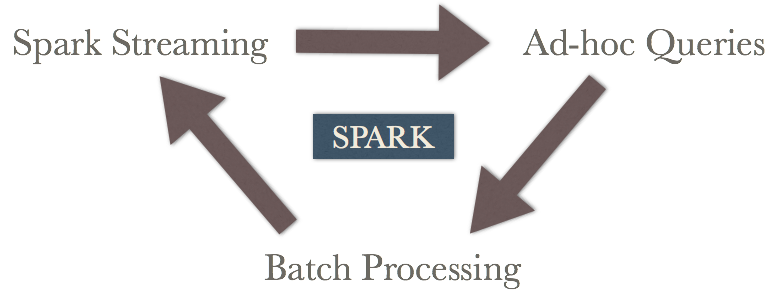 Spark Streaming
Ad-hoc Queries
SPARK
Batch Processing